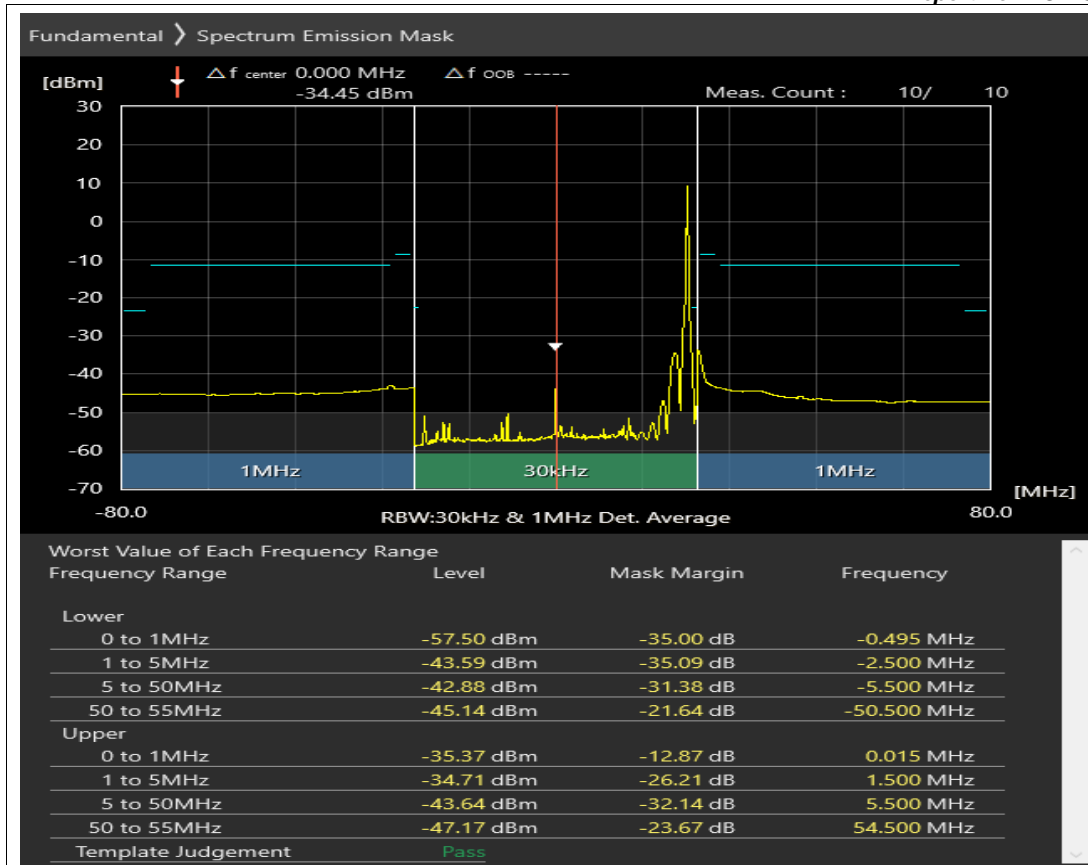 Fundamental 〉 Spectrum Emission Mask
[dBm]
△f center 0.000 MHz △f OOB -----
-34.45 dBm
Meas. Count : 10/ 10
30
20
10
0
-10
-20
-30
-40
-50
-60
-70
1MHz 30kHz 1MHz
[MHz]
-80.0 RBW:30kHz & 1MHz Det. Average 80.0
Worst Value of Each Frequency Range
Frequency Range Level Mask Margin Frequency
Lower
0 to 1MHz -57.50 dBm -35.00 dB -0.495 MHz
1 to 5MHz -43.59 dBm -35.09 dB -2.500 MHz
5 to 50MHz -42.88 dBm -31.38 dB -5.500 MHz
50 to 55MHz -45.14 dBm -21.64 dB -50.500 MHz
Upper
0 to 1MHz -35.37 dBm -12.87 dB 0.015 MHz
1 to 5MHz -34.71 dBm -26.21 dB 1.500 MHz
5 to 50MHz -43.64 dBm -32.14 dB 5.500 MHz
50 to 55MHz -47.17 dBm -23.67 dB 54.500 MHz
Template Judgement Pass